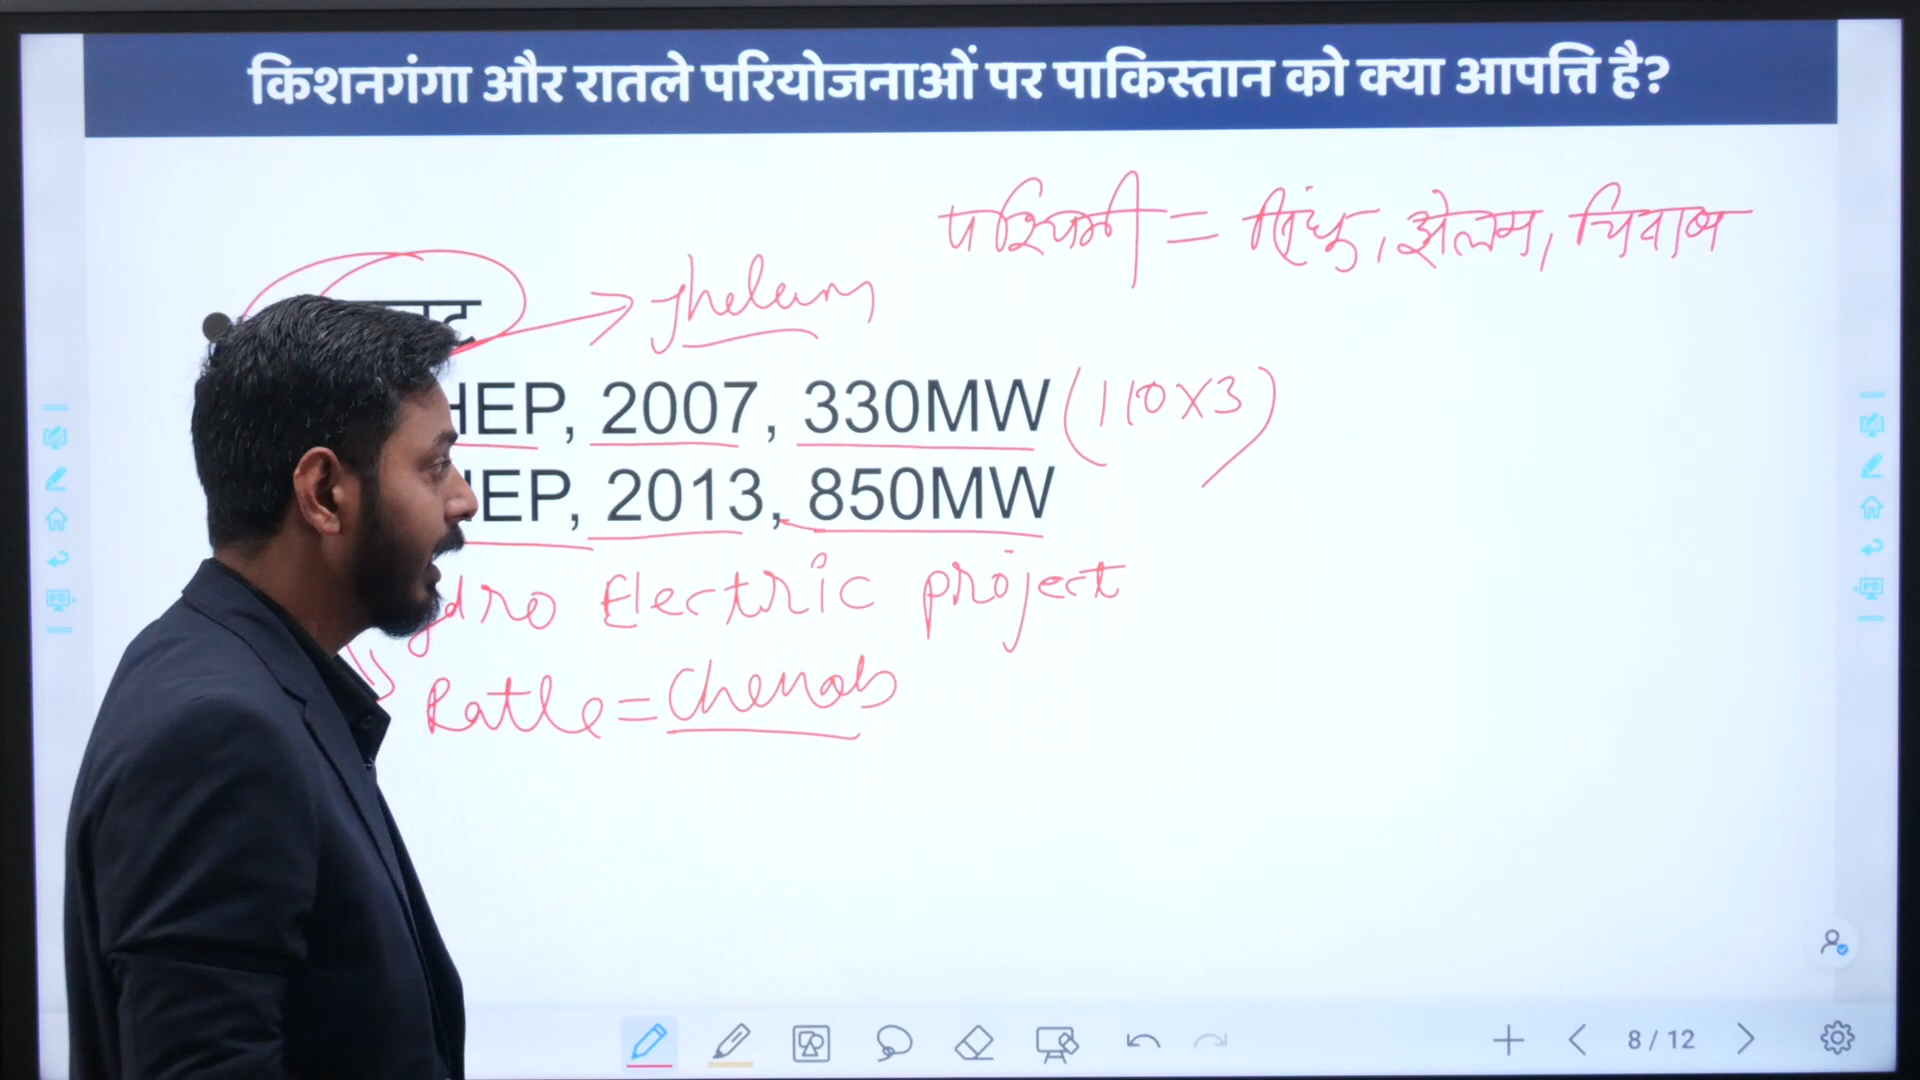 किशनगंगा और रातले परियोजनाओं पर पाकिस्तान को क्या आपत्ति है?
पश्चिमी = सिंधु, झेलम, चिनाब
Jhelum
HEP, 2007, 330MW (110x3)
HEP, 2013, 850MW
dro Electric project
Ratle = Chenab
8 / 12